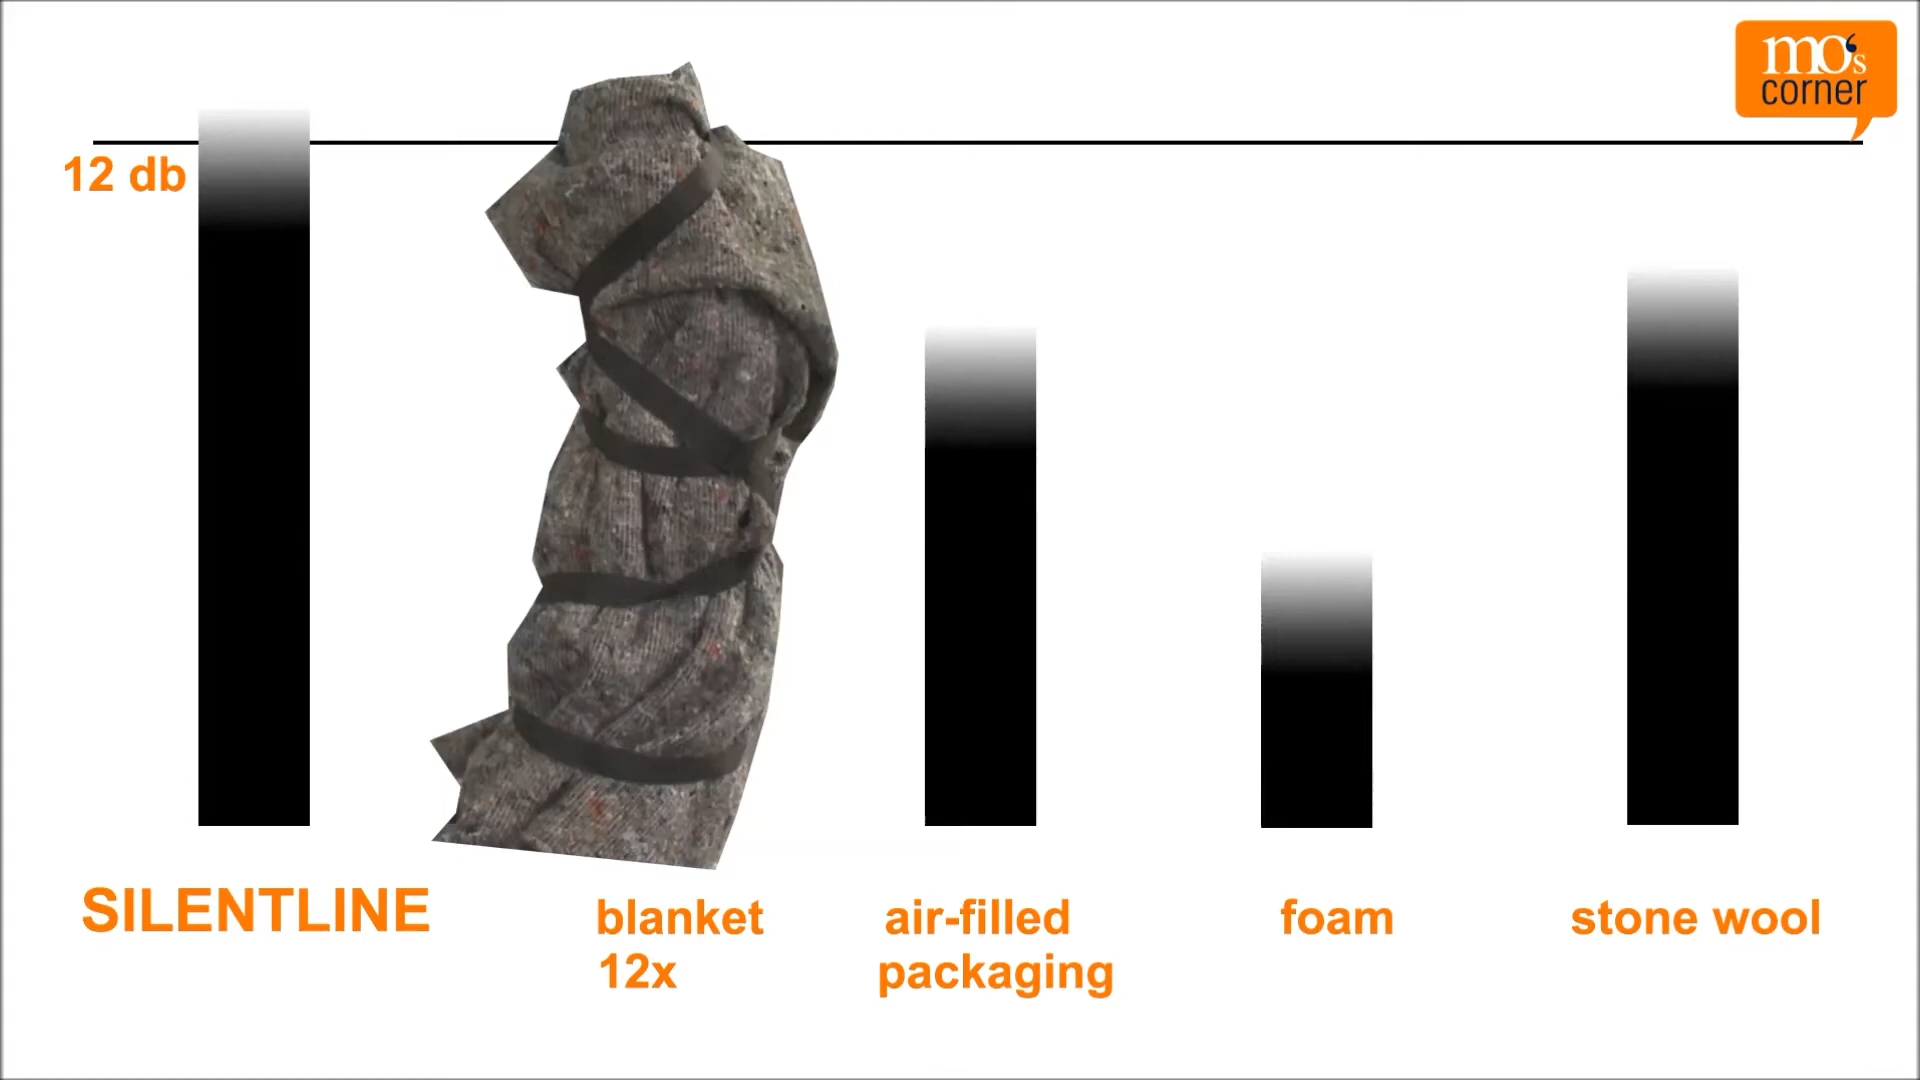 mo's
corner
12 db
SILENTLINE
blanket
12x
air-filled
packaging
foam
stone wool